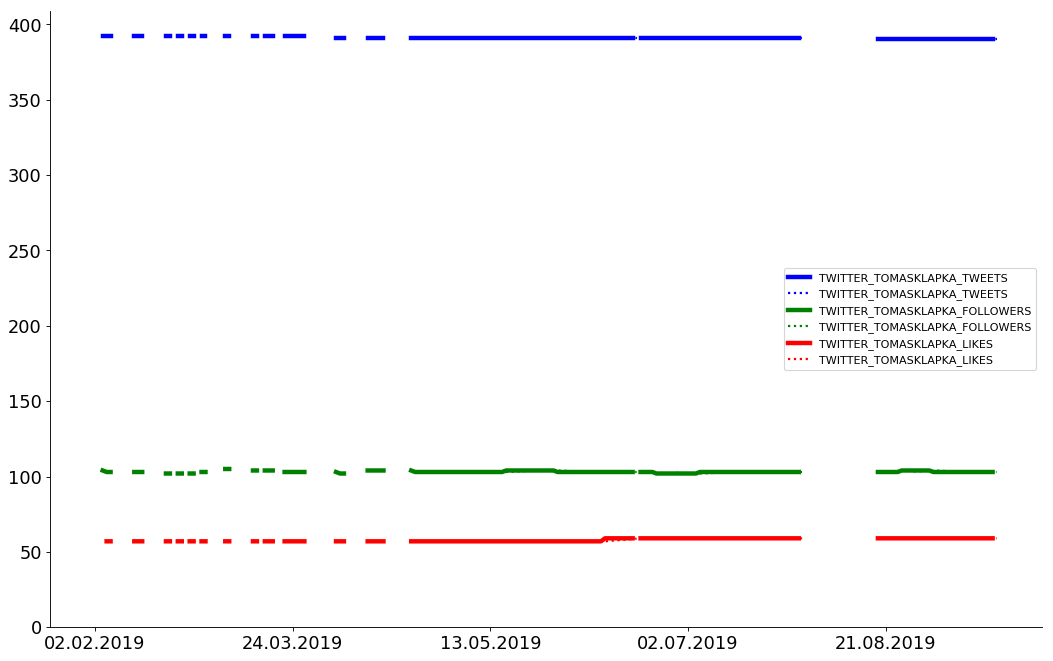 400
350
300
250
200
150
100
50
0
02.02.2019 24.03.2019 13.05.2019 02.07.2019 21.08.2019
TWITTER_TOMASKLAPKA_TWEETS
TWITTER_TOMASKLAPKA_TWEETS
TWITTER_TOMASKLAPKA_FOLLOWERS
TWITTER_TOMASKLAPKA_FOLLOWERS
TWITTER_TOMASKLAPKA_LIKES
TWITTER_TOMASKLAPKA_LIKES